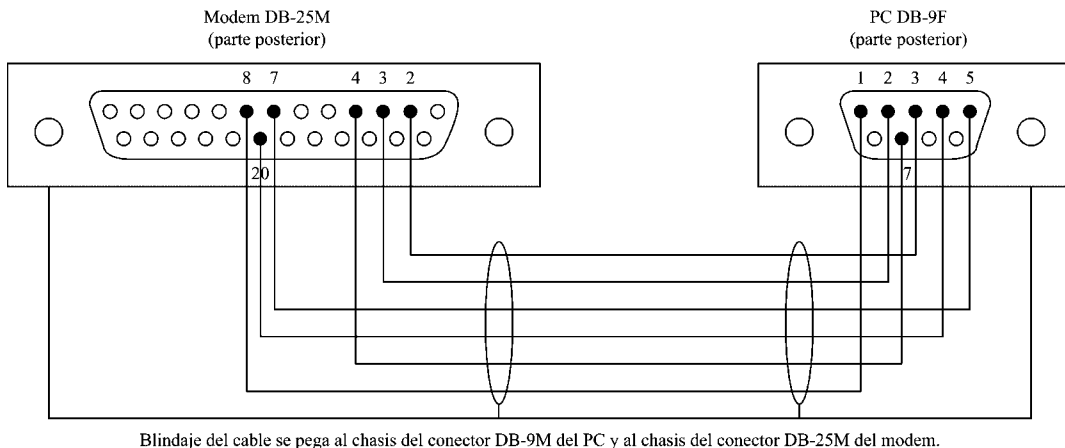 Modem DB-25M
(parte posterior)
PC DB-9F
(parte posterior)
8 7 4 3 2
20
1 2 3 4 5
7
Blindaje del cable se pega al chasis del conector DB-9M del PC y al chasis del conector DB-25M del modem.